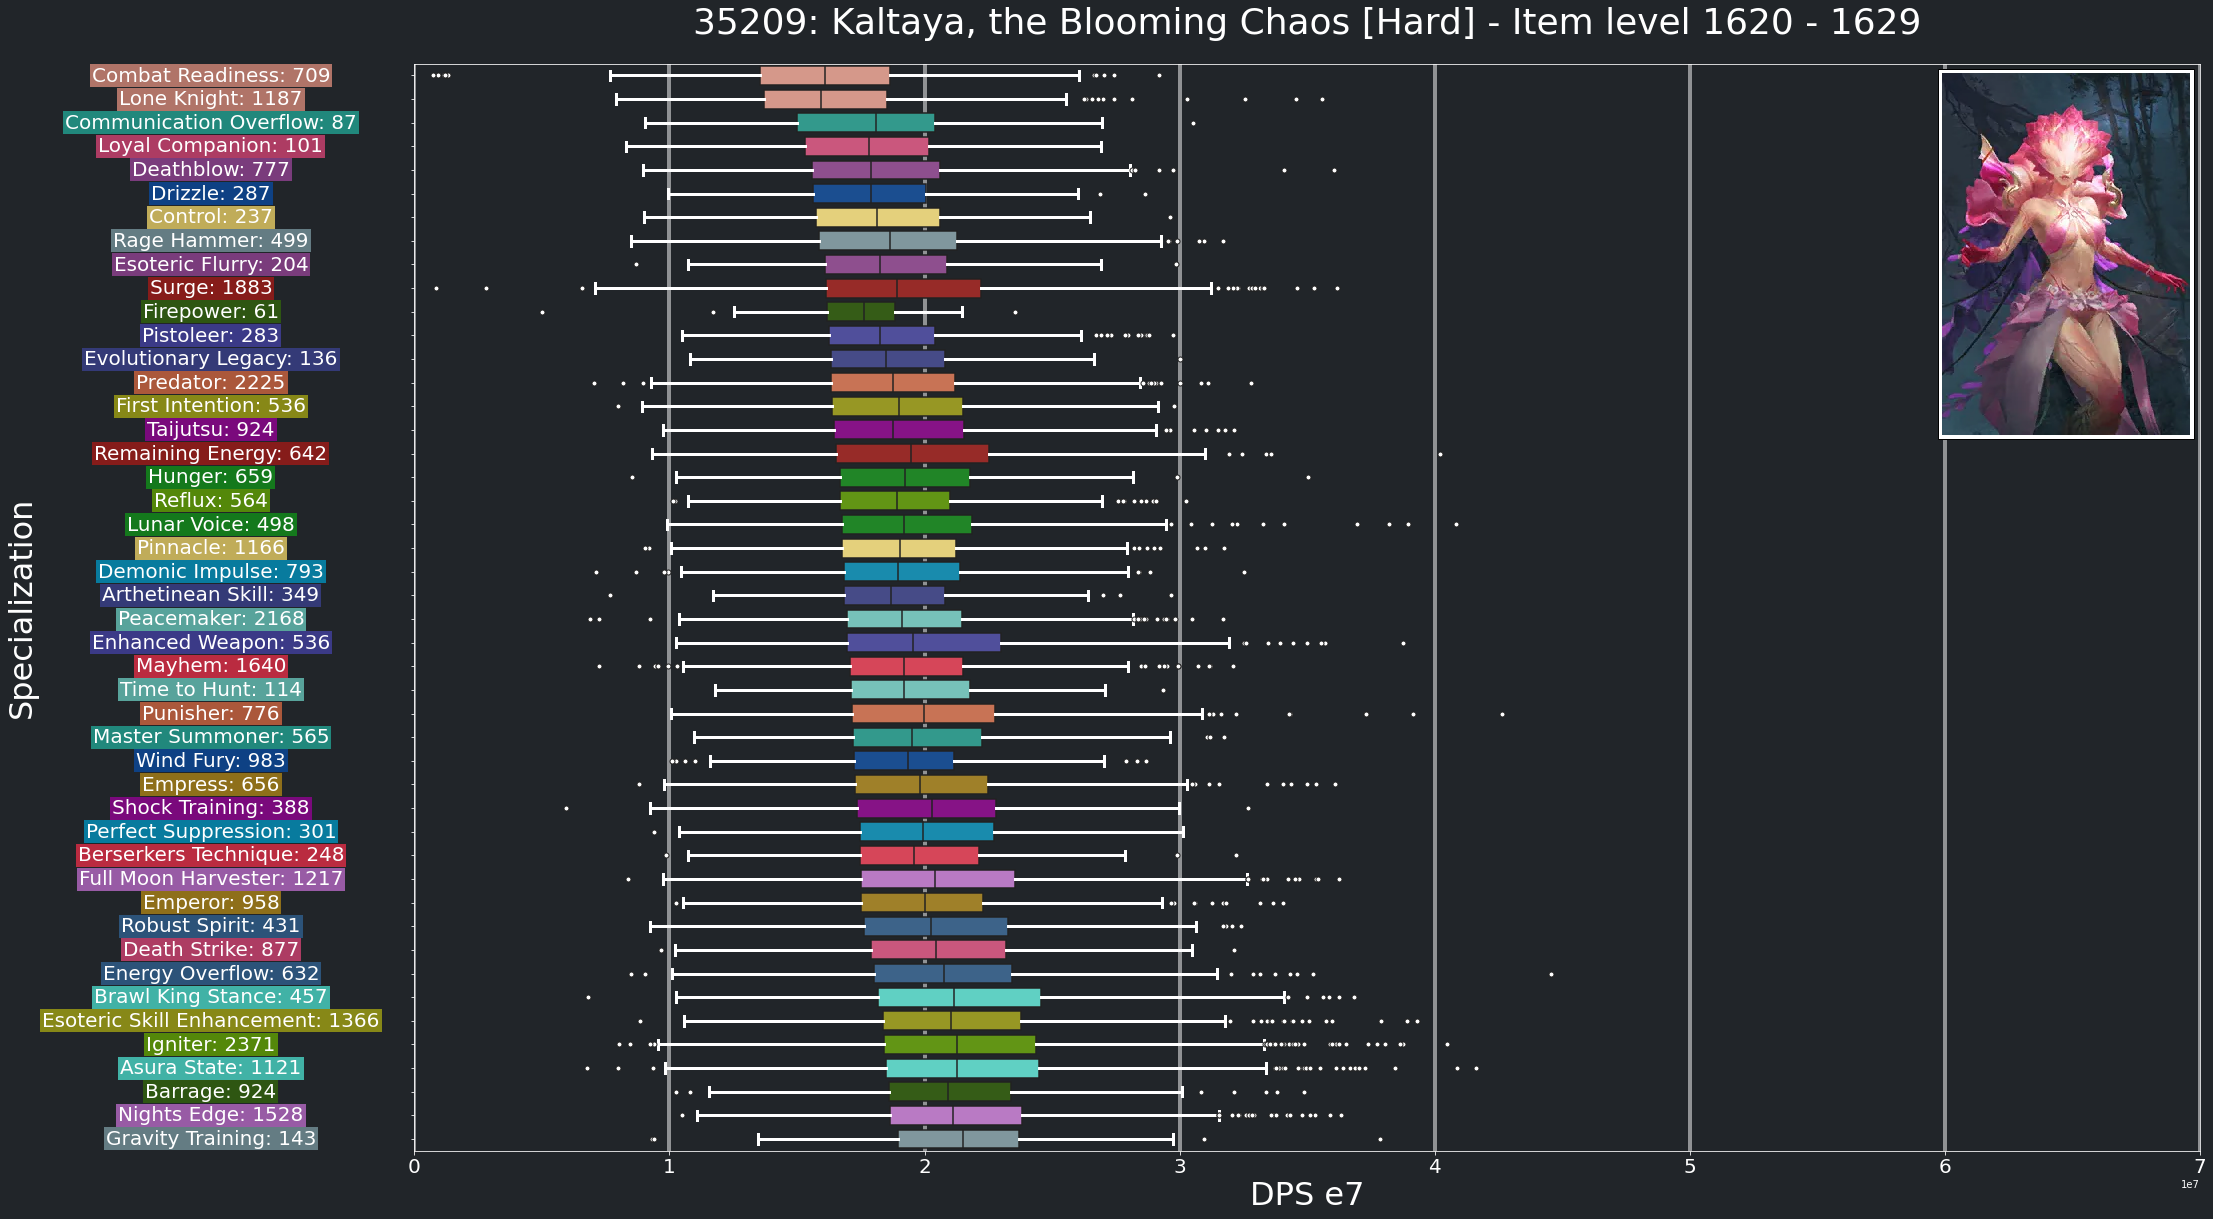 35209: Kaltaya, the Blooming Chaos [Hard] - Item level 1620 - 1629
Specialization
Combat Readiness: 709
Lone Knight: 1187
Communication Overflow: 87
Loyal Companion: 101
Deathblow: 777
Drizzle: 287
Control: 237
Rage Hammer: 499
Esoteric Flurry: 204
Surge: 1883
Firepower: 61
Pistoleer: 283
Evolutionary Legacy: 136
Predator: 2225
First Intention: 536
Taijutsu: 924
Remaining Energy: 642
Hunger: 659
Reflux: 564
Lunar Voice: 498
Pinnacle: 1166
Demonic Impulse: 793
Arthetinean Skill: 349
Peacemaker: 2168
Enhanced Weapon: 536
Mayhem: 1640
Time to Hunt: 114
Punisher: 776
Master Summoner: 565
Wind Fury: 983
Empress: 656
Shock Training: 388
Perfect Suppression: 301
Berserkers Technique: 248
Full Moon Harvester: 1217
Emperor: 958
Robust Spirit: 431
Death Strike: 877
Energy Overflow: 632
Brawl King Stance: 457
Esoteric Skill Enhancement: 1366
Igniter: 2371
Asura State: 1121
Barrage: 924
Nights Edge: 1528
Gravity Training: 143
0 1 2 3 4 5 6 7
1e7
DPS e7